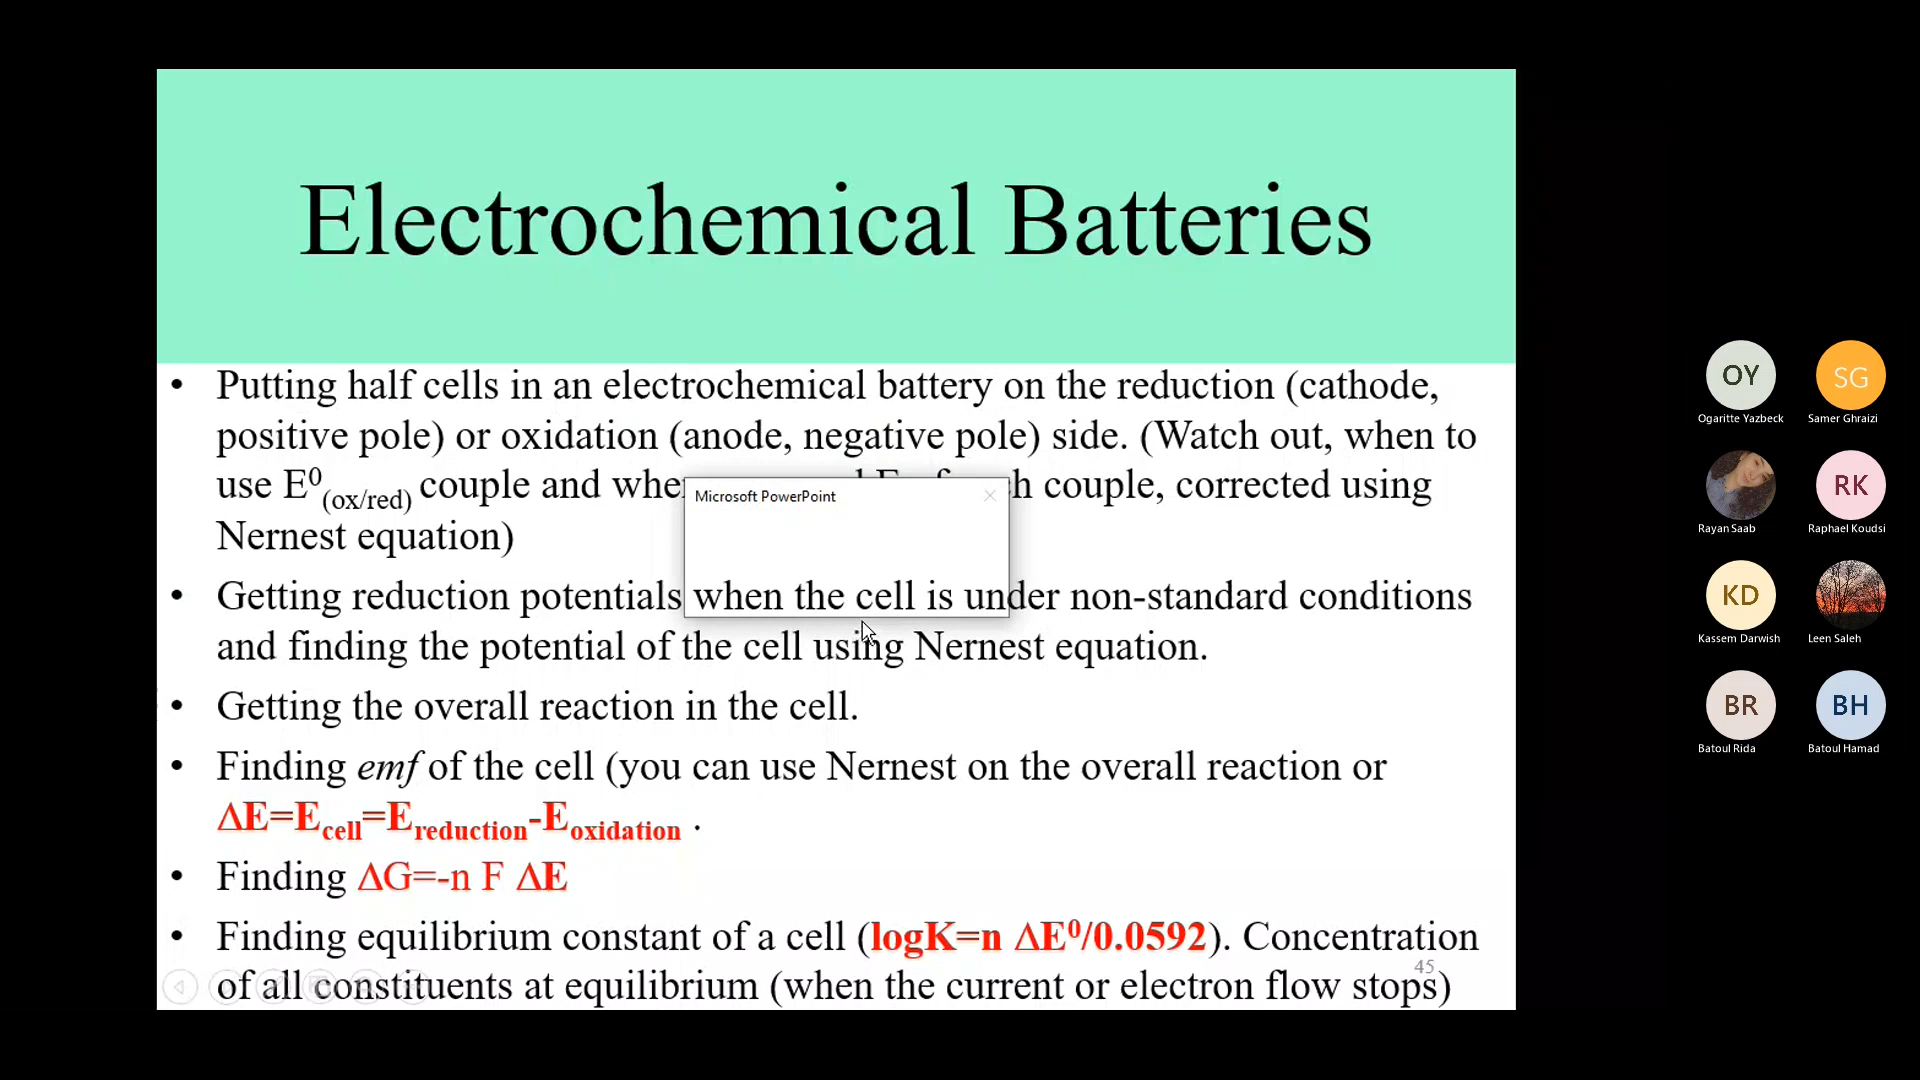 Electrochemical Batteries
• Putting half cells in an electrochemical battery on the reduction (cathode,
positive pole) or oxidation (anode, negative pole) side. (Watch out, when to
use E⁰(ox/red) couple and couple, corrected using
Nernest equation)
Microsoft PowerPoint
• Getting reduction potentials when the cell is under non-standard conditions
and finding the potential of the cell using Nernest equation.
• Getting the overall reaction in the cell.
• Finding emf of the cell (you can use Nernest on the overall reaction or
ΔE=Ecell=Ereduction-Eoxidation .
• Finding ΔG=-n F ΔE
• Finding equilibrium constant of a cell (logK=n ΔE⁰/0.0592). Concentration
of all constituents at equilibrium (when the current or electron flow stops)
45
OY
SG
Ogaritte Yazbeck
Samer Ghraizi
RK
Rayan Saab
Raphael Koudsi
KD
Kassem Darwish
Leen Saleh
BR
BH
Batoul Rida
Batoul Hamad